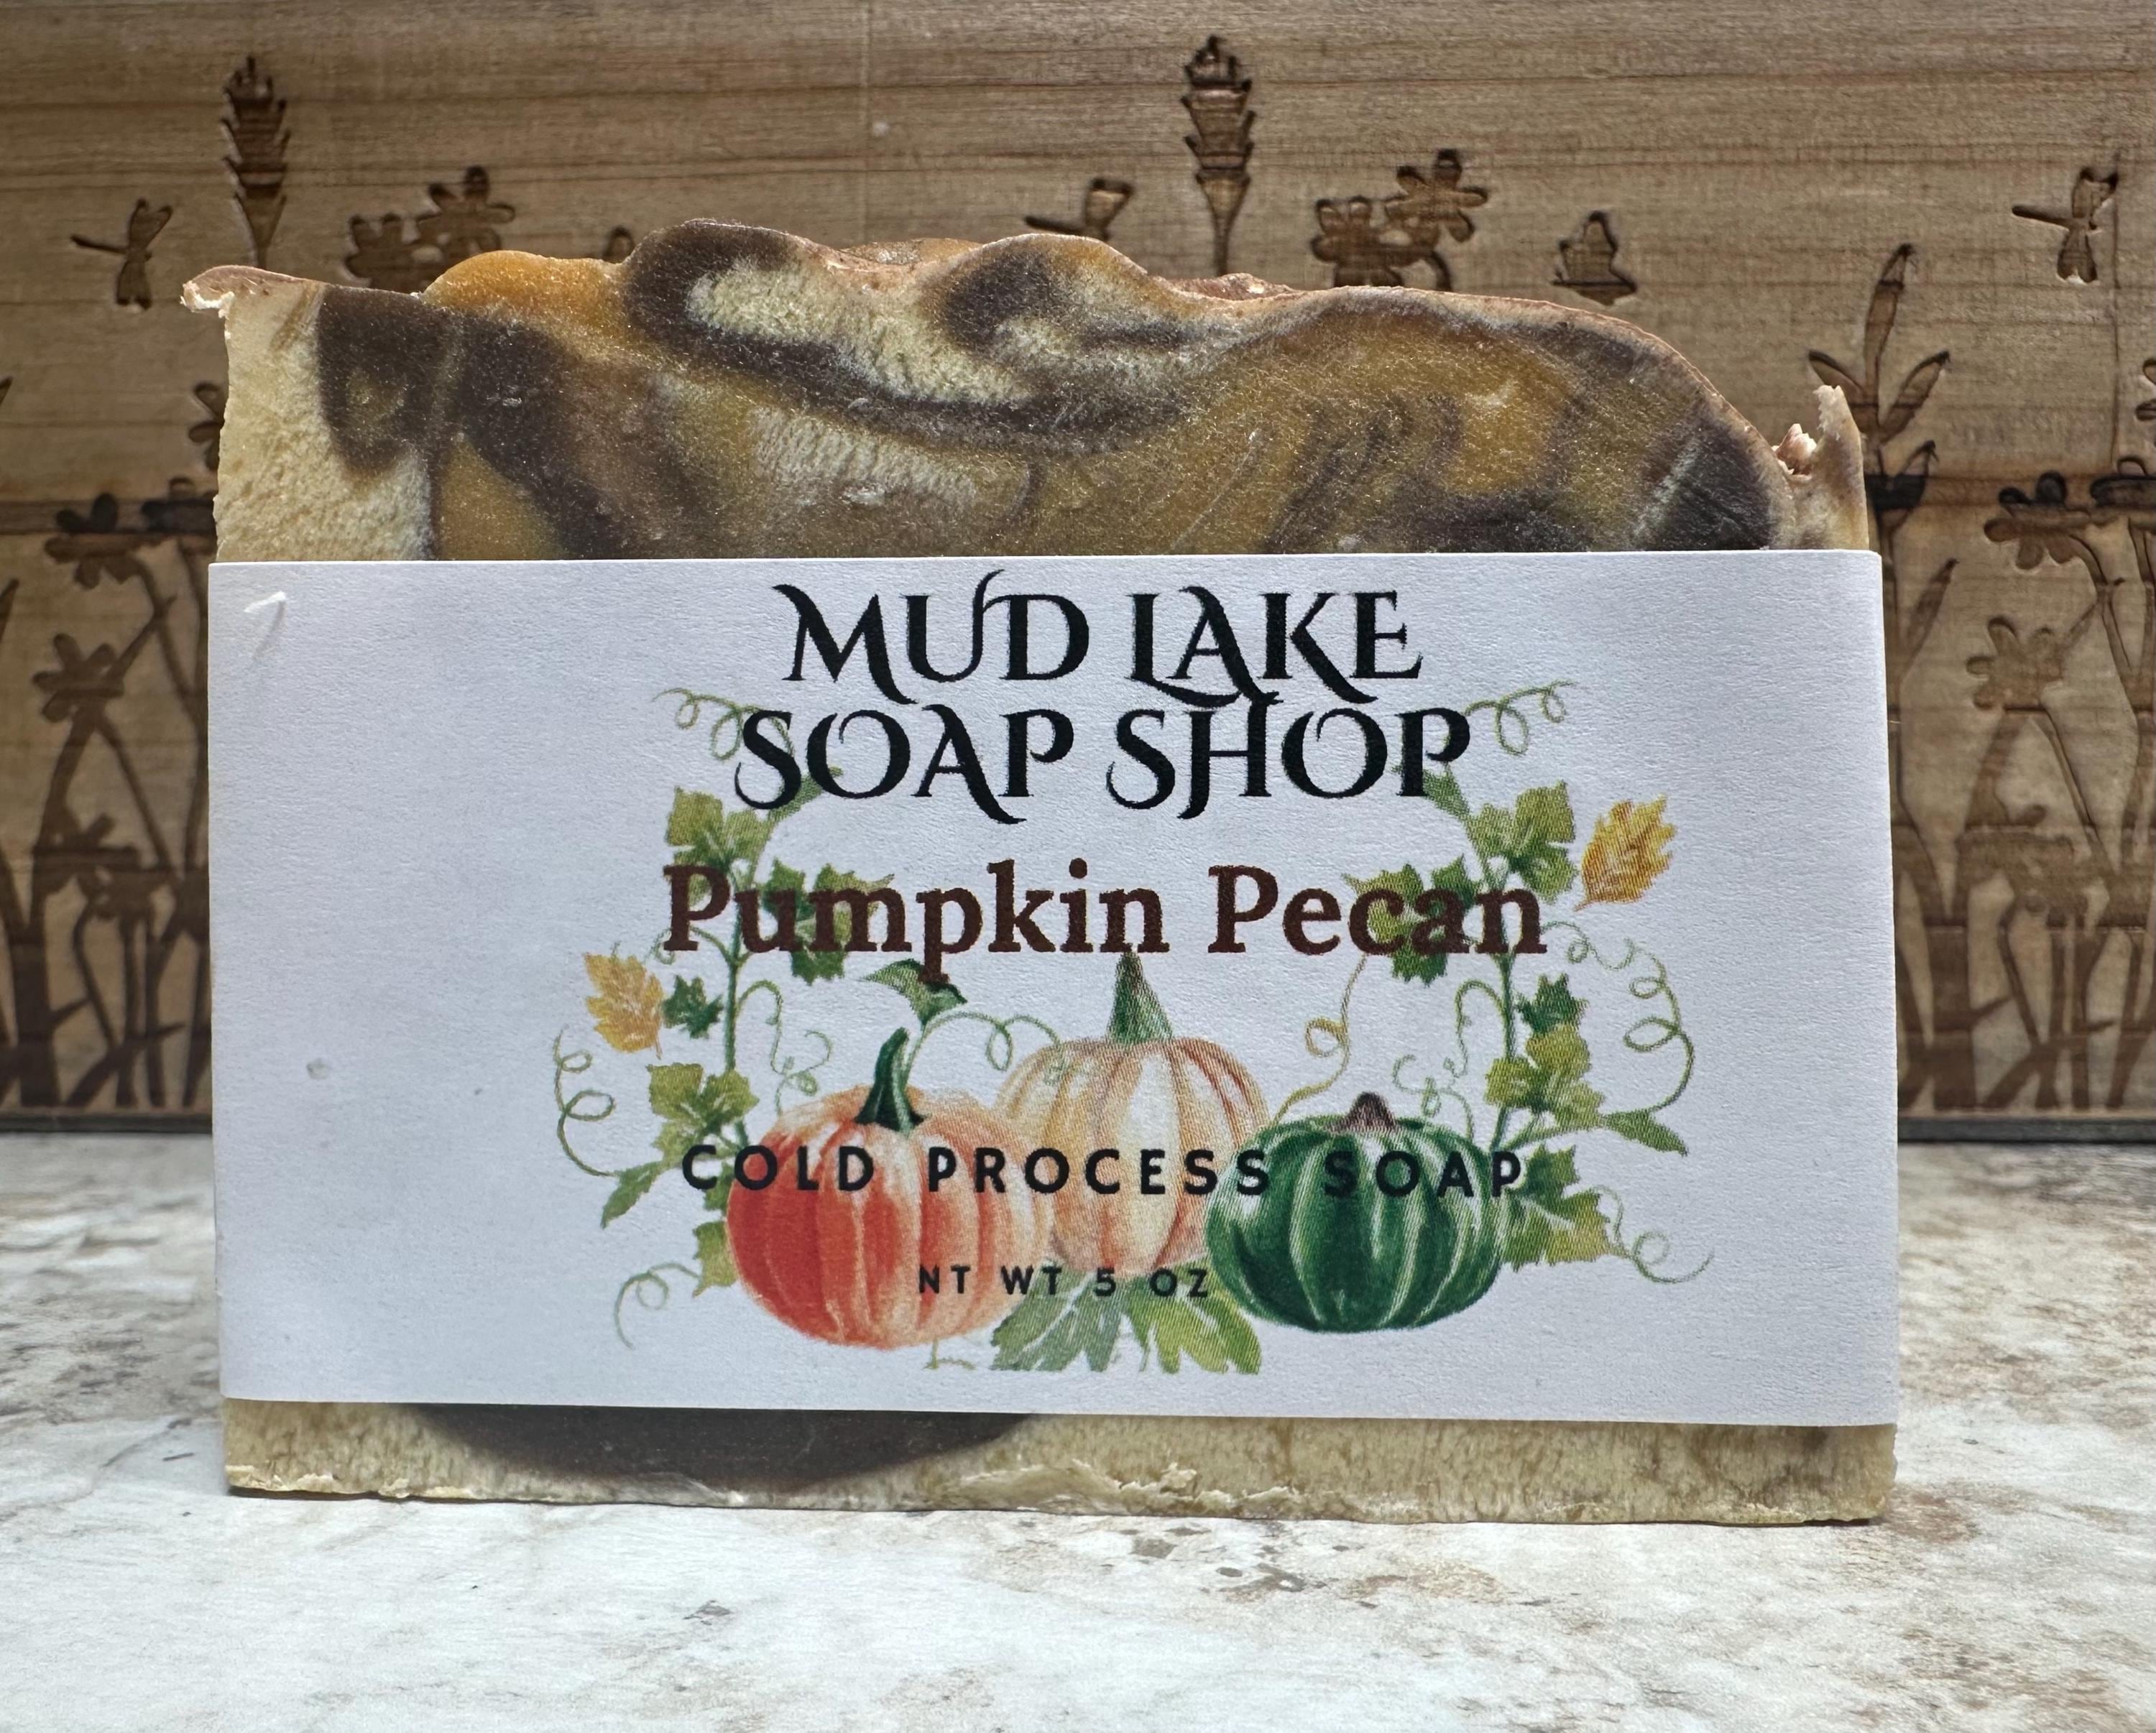 MUD LAKE
SOAP SHOP
Pumpkin Pecan
COLD PROCESS SOAP
NT WT 5 OZ